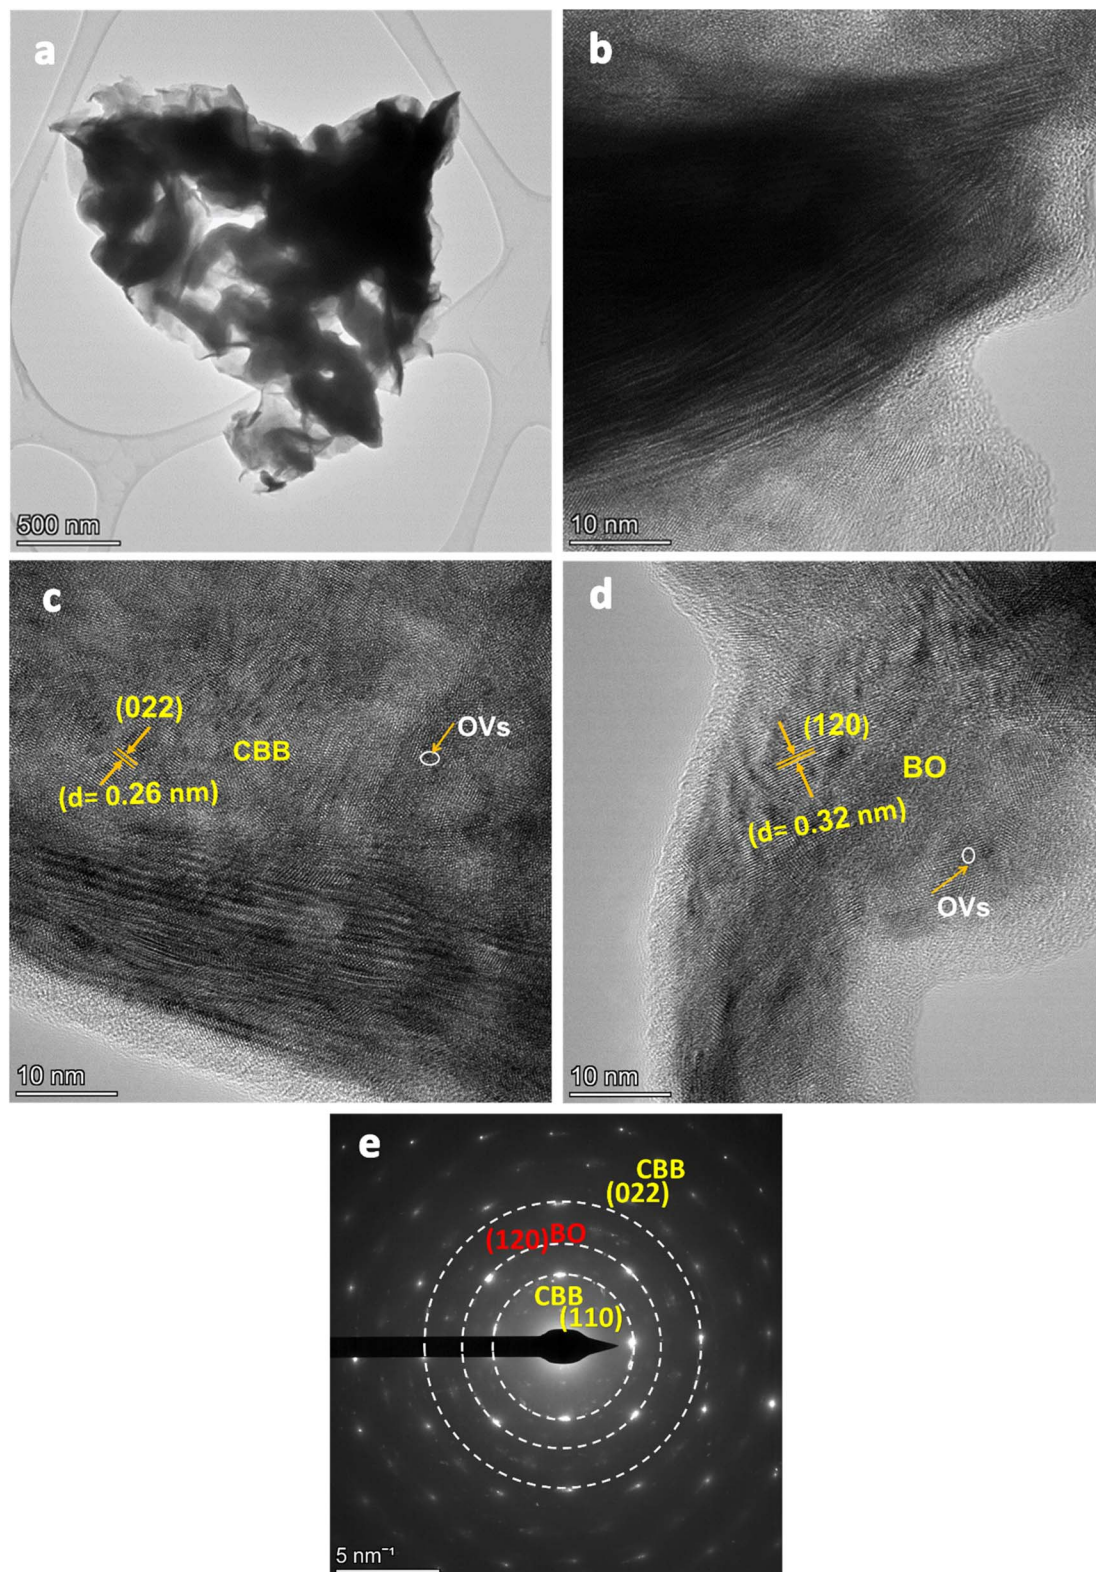 a
500 nm
b
10 nm
c
(022)
CBB
OVs
(d= 0.26 nm)
10 nm
d
(120)
BO
(d= 0.32 nm)
OVs
10 nm
e
CBB
(022)
(120)BO
CBB
(110)
5 nm⁻¹